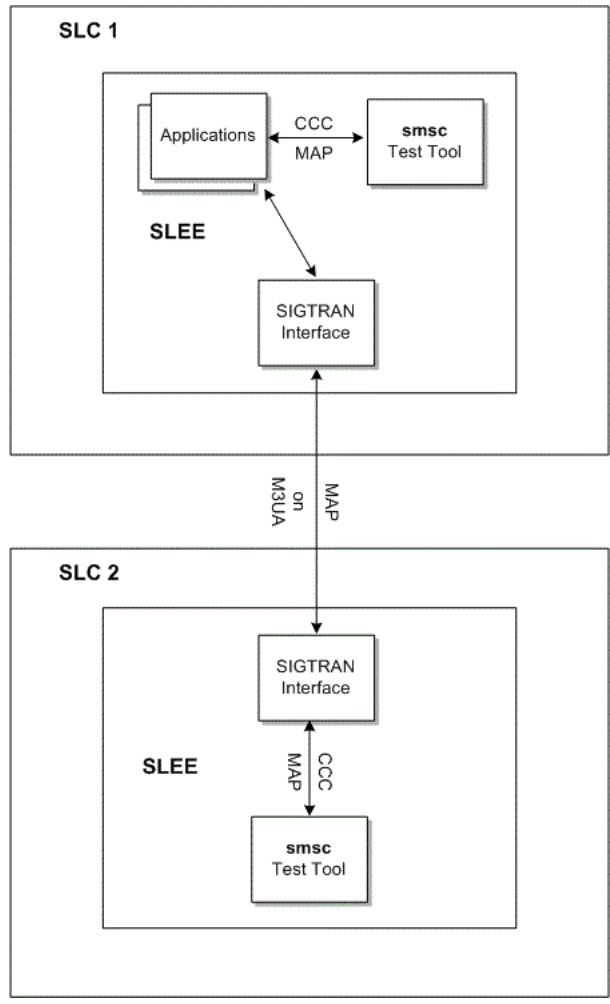 SLC 1
Applications
CCC
MAP
smsc
Test Tool
SLEE
SIGTRAN
Interface
MAP
on
M3UA
SLC 2
SIGTRAN
Interface
SLEE
CCC
MAP
smsc
Test Tool